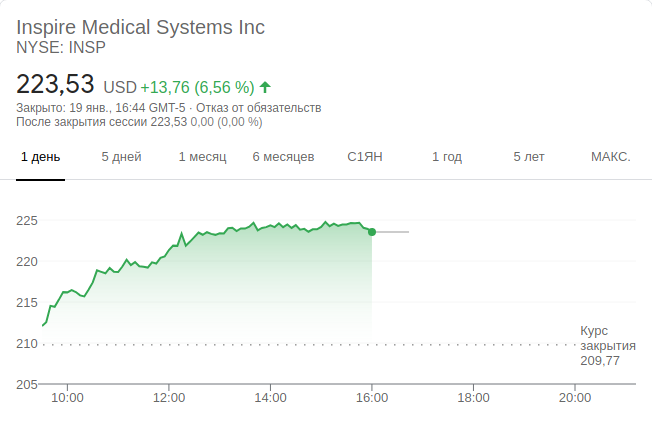 Inspire Medical Systems Inc
NYSE: INSP
223,53 USD +13,76 (6,56 %)
Закрыто: 19 янв., 16:44 GMT-5 · Отказ от обязательств
После закрытия сессии 223,53 0,00 (0,00 %)
1 день 5 дней 1 месяц 6 месяцев С1ЯН 1 год 5 лет МАКС.
225
220
215
210
205
Курс
закрытия
209,77
10:00 12:00 14:00 16:00 18:00 20:00